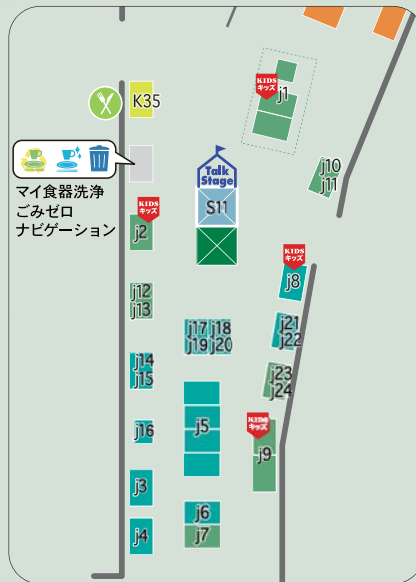 KIDS
キッズ
j1
K35
j10
j11
Talk
Stage
S11
マイ食器洗浄
ごみゼロ
ナビゲーション
KIDS
キッズ
j2
KIDS
キッズ
j8
j12
j13
j17 j18
j19 j20
j21
j22
j14
j15
j23
j24
j16
j5
KIDS
キッズ
j9
j3
j6
j4
j7